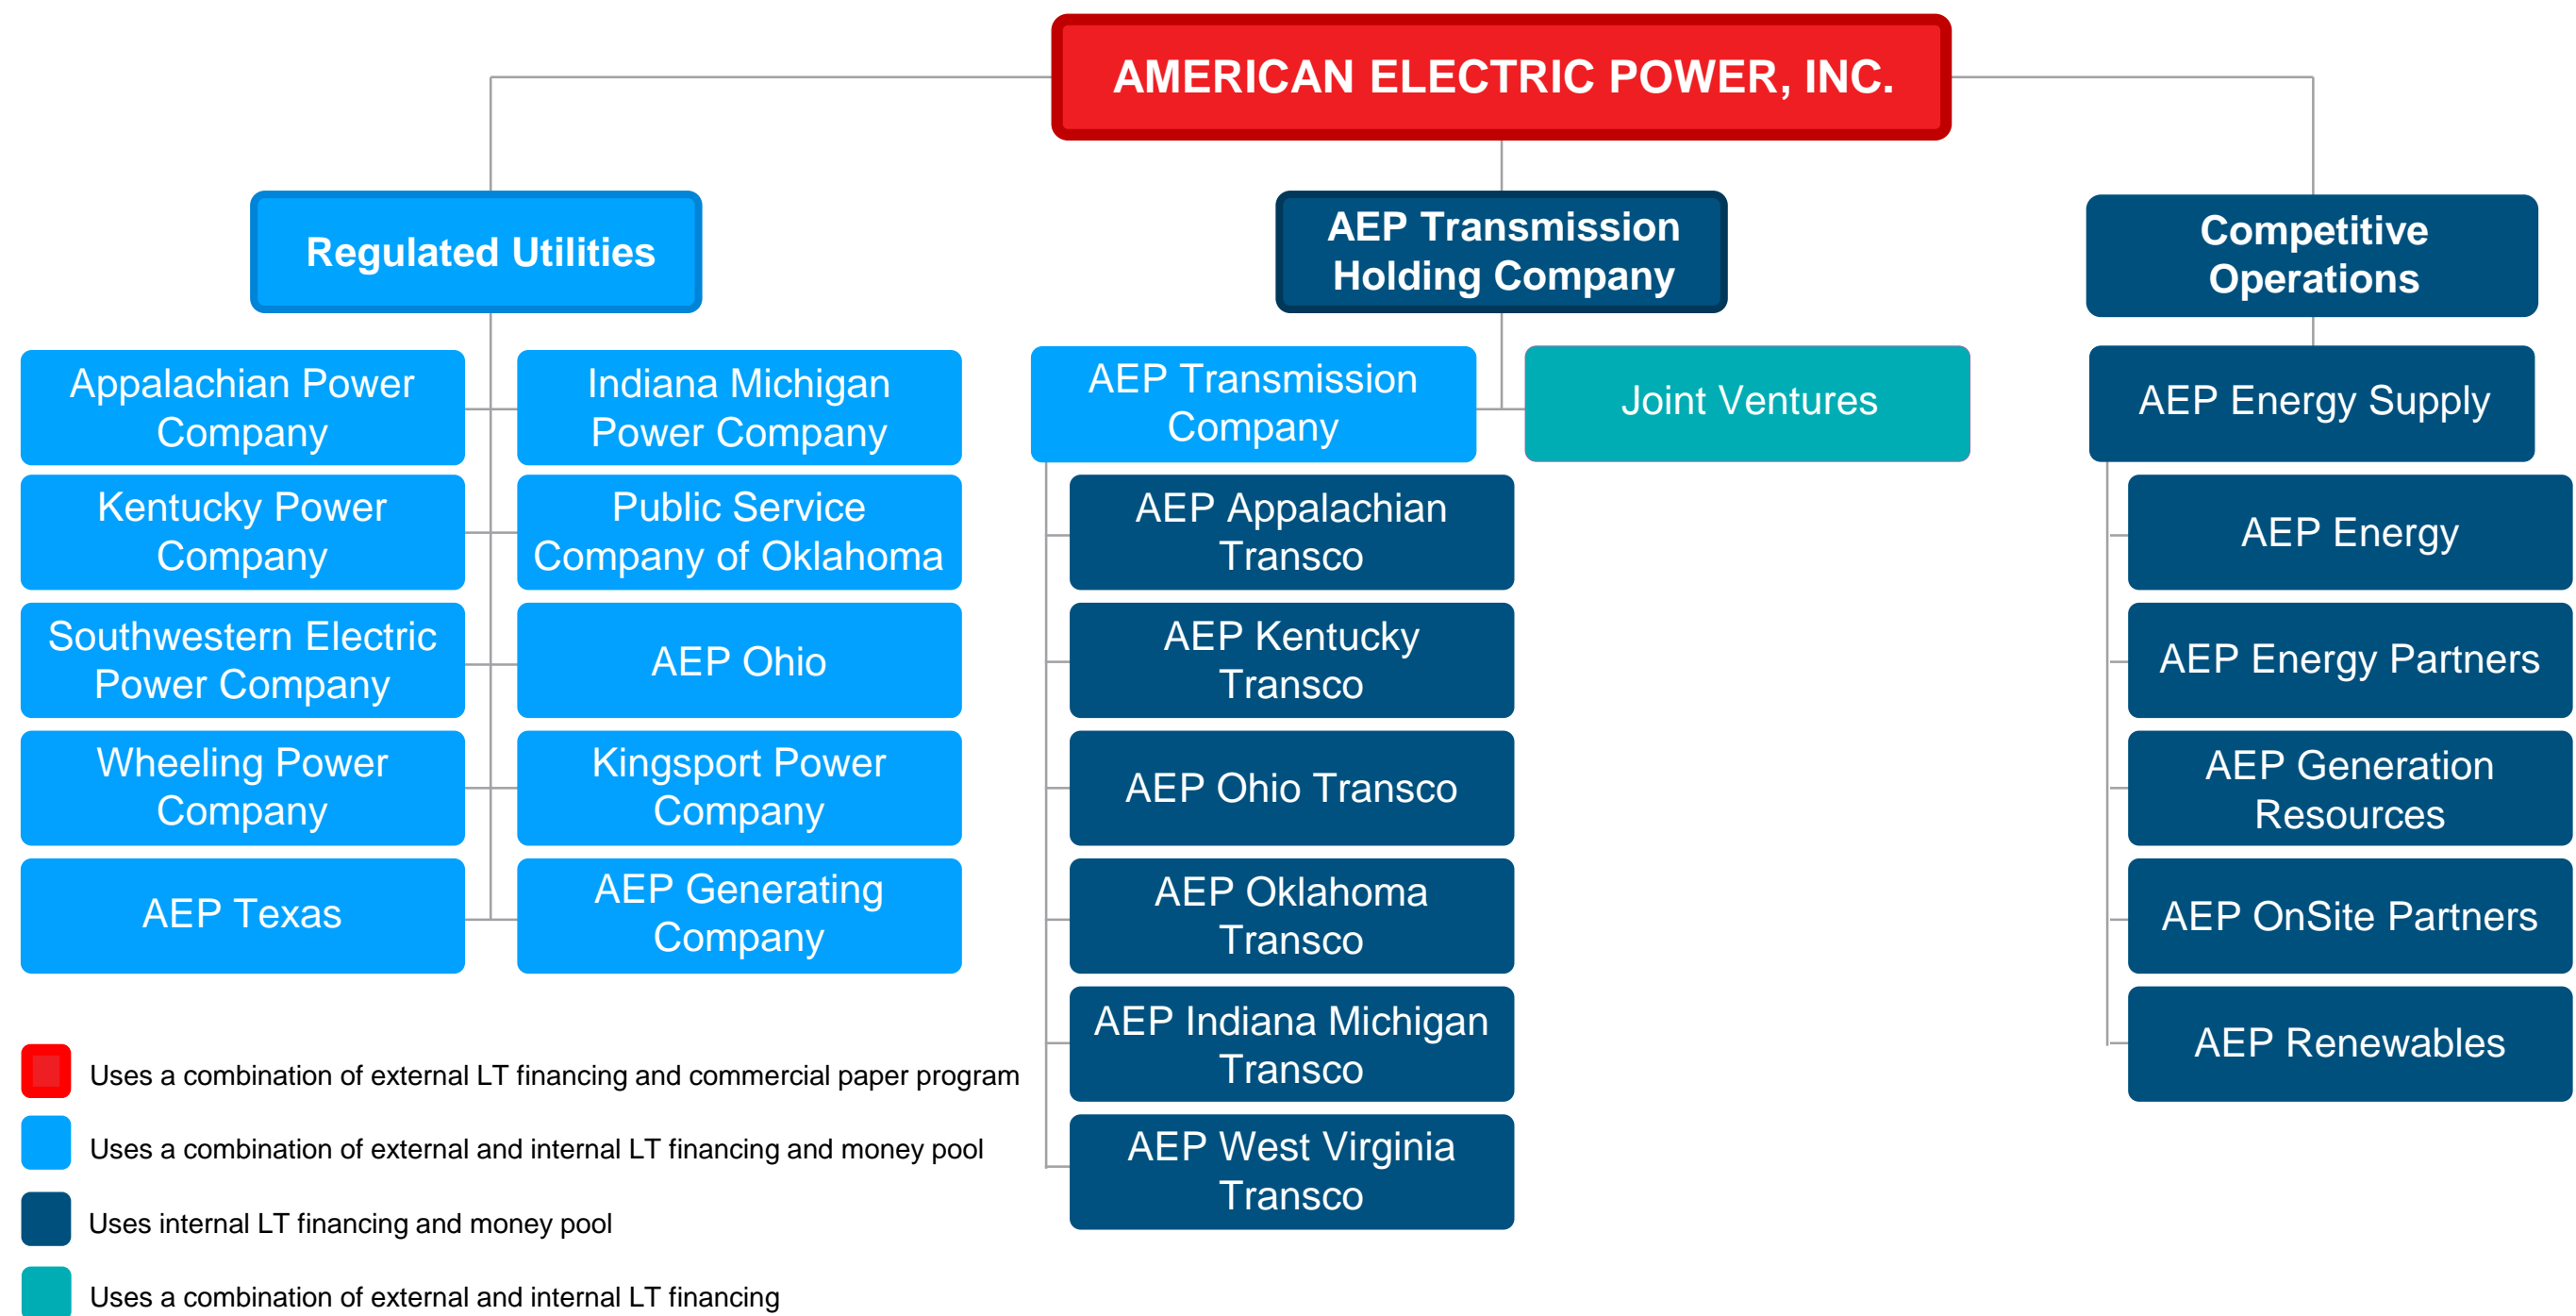 AMERICAN ELECTRIC POWER, INC.
Regulated Utilities
Appalachian Power
Company
Indiana Michigan
Power Company
Kentucky Power
Company
Public Service
Company of Oklahoma
Southwestern Electric
Power Company
AEP Ohio
Wheeling Power
Company
Kingsport Power
Company
AEP Texas
AEP Generating
Company
AEP Transmission
Holding Company
AEP Transmission
Company
Joint Ventures
AEP Appalachian
Transco
AEP Kentucky
Transco
AEP Ohio Transco
AEP Oklahoma
Transco
AEP Indiana Michigan
Transco
AEP West Virginia
Transco
Competitive
Operations
AEP Energy Supply
AEP Energy
AEP Energy Partners
AEP Generation
Resources
AEP OnSite Partners
AEP Renewables
Uses a combination of external LT financing and commercial paper program
Uses a combination of external and internal LT financing and money pool
Uses internal LT financing and money pool
Uses a combination of external and internal LT financing